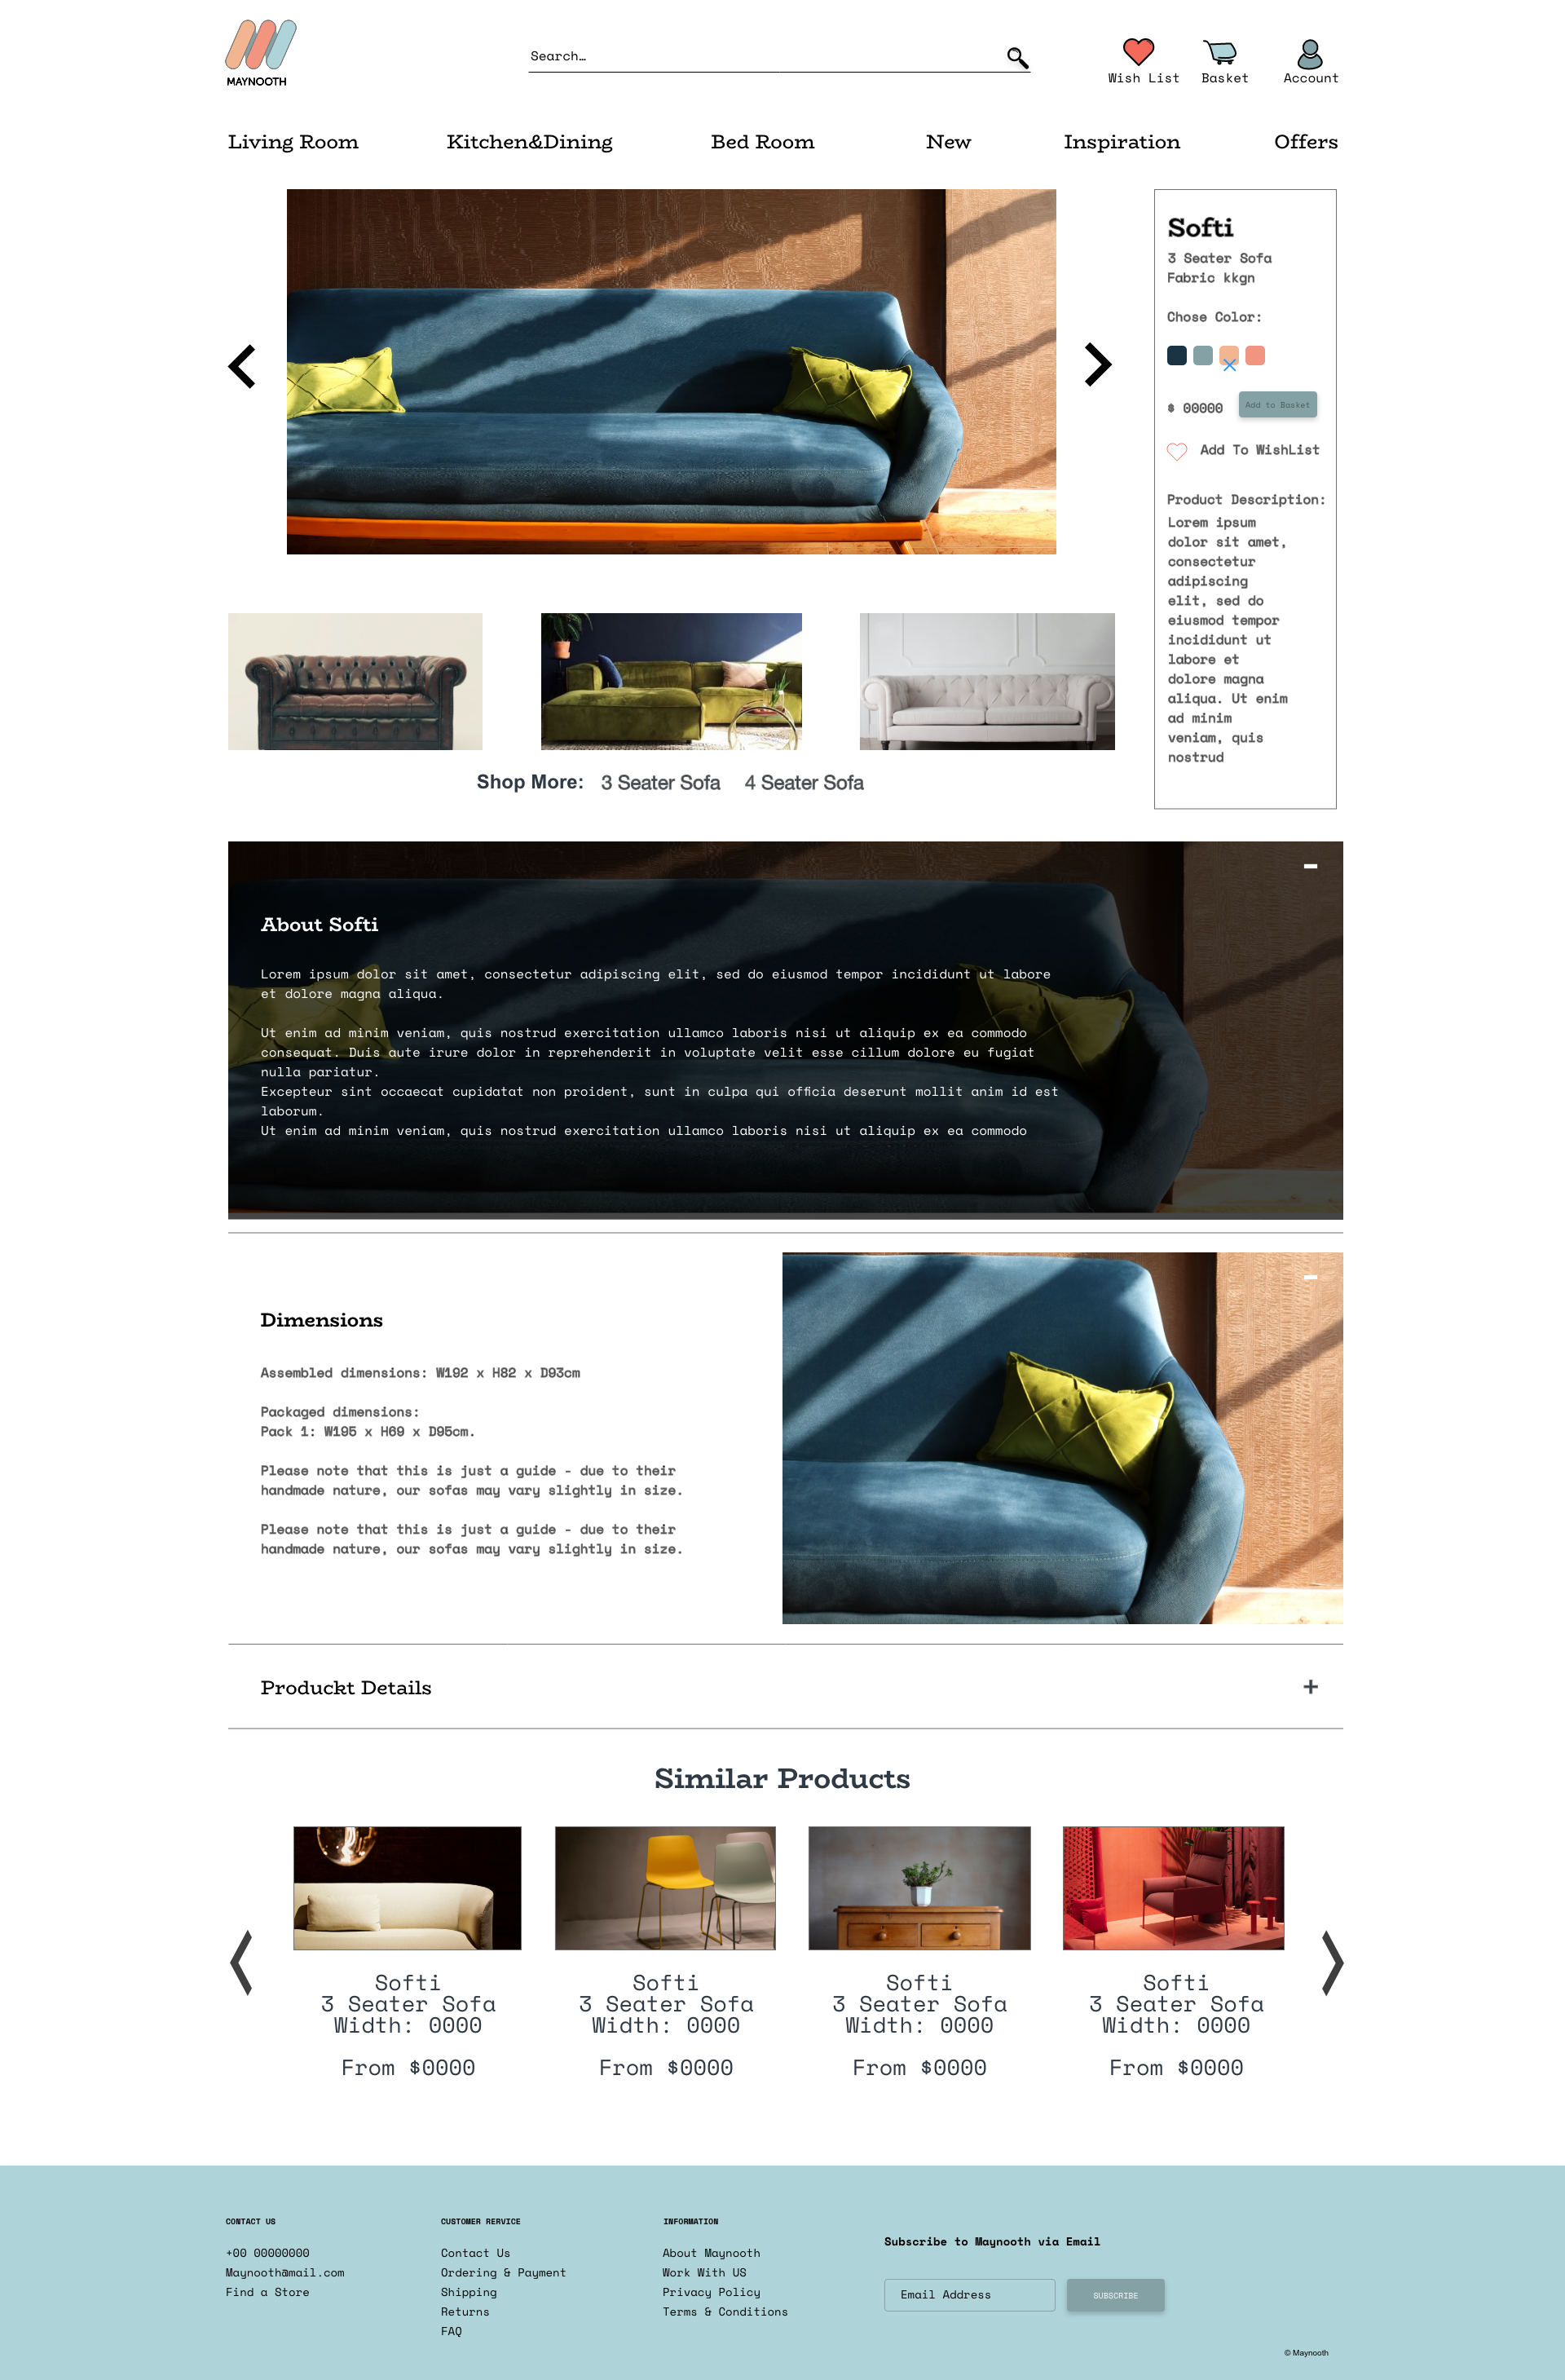 MAYNOOTH
Search…
Wish List
Basket
Account
Living Room
Kitchen&Dining
Bed Room
New
Inspiration
Offers
Softi
3 Seater Sofa
Fabric kkgn
Chose Color:
$ 00000
Add to Basket
Add To WishList
Product Description:
Lorem ipsum
dolor sit amet,
consectetur
adipiscing
elit, sed do
eiusmod tempor
incididunt ut
labore et
dolore magna
aliqua. Ut enim
ad minim
veniam, quis
nostrud
Shop More: 3 Seater Sofa 4 Seater Sofa
About Softi
Lorem ipsum dolor sit amet, consectetur adipiscing elit, sed do eiusmod tempor incididunt ut labore
et dolore magna aliqua.
Ut enim ad minim veniam, quis nostrud exercitation ullamco laboris nisi ut aliquip ex ea commodo
consequat. Duis aute irure dolor in reprehenderit in voluptate velit esse cillum dolore eu fugiat
nulla pariatur.
Excepteur sint occaecat cupidatat non proident, sunt in culpa qui officia deserunt mollit anim id est
laborum.
Ut enim ad minim veniam, quis nostrud exercitation ullamco laboris nisi ut aliquip ex ea commodo
Dimensions
Assembled dimensions: W192 x H82 x D93cm
Packaged dimensions:
Pack 1: W195 x H69 x D95cm.
Please note that this is just a guide - due to their
handmade nature, our sofas may vary slightly in size.
Please note that this is just a guide - due to their
handmade nature, our sofas may vary slightly in size.
Produckt Details
Similar Products
Softi
3 Seater Sofa
Width: 0000
From $0000
Softi
3 Seater Sofa
Width: 0000
From $0000
Softi
3 Seater Sofa
Width: 0000
From $0000
Softi
3 Seater Sofa
Width: 0000
From $0000
CONTACT US
+00 00000000
Maynooth@mail.com
Find a Store
CUSTOMER RERVICE
Contact Us
Ordering & Payment
Shipping
Returns
FAQ
INFORMATION
About Maynooth
Work With US
Privacy Policy
Terms & Conditions
Subscribe to Maynooth via Email
Email Address
SUBSCRIBE
© Maynooth